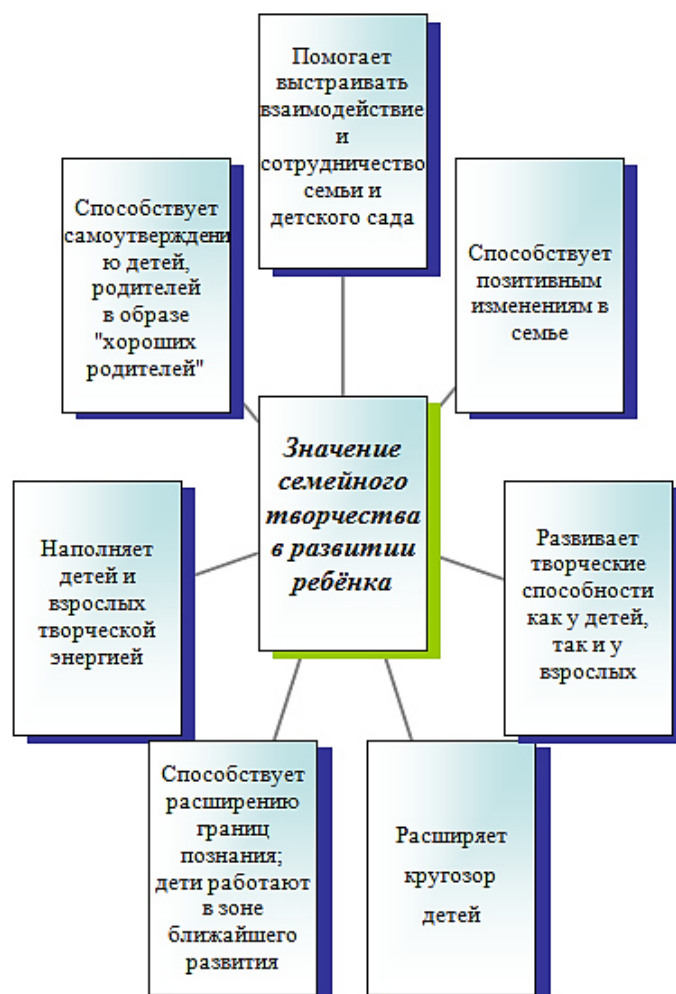 Помогает
выстраивать
взаимодействие
и
сотрудничество
семьи и
детского сада
Способствует
позитивным
изменениям в
семье
Развивает
творческие
способности
как у детей,
так и у
взрослых
Расширяет
кругозор
детей
Способствует
расширению
границ
познания;
дети работают
в зоне
ближайшего
развития
Наполняет
детей и
взрослых
творческой
энергией
Способствует
самоутверждени
ю детей,
родителей
в образе
"хороших
родителей"
Значение
семейного
творчества
в развитии
ребёнка